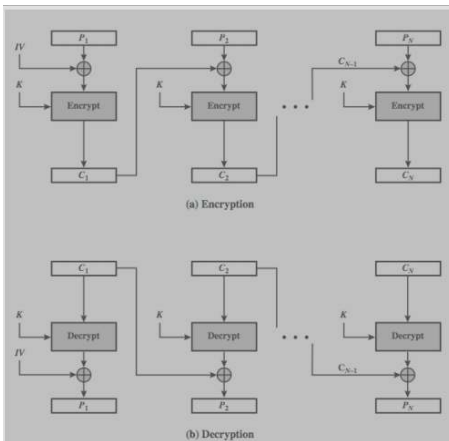 P1 P2 PN
IV CN−1
K K K
Encrypt Encrypt • • • Encrypt
C1 C2 CN
(a) Encryption
C1 C2 CN
K K K
Decrypt Decrypt • • • Decrypt
IV CN−1
P1 P2 PN
(b) Decryption